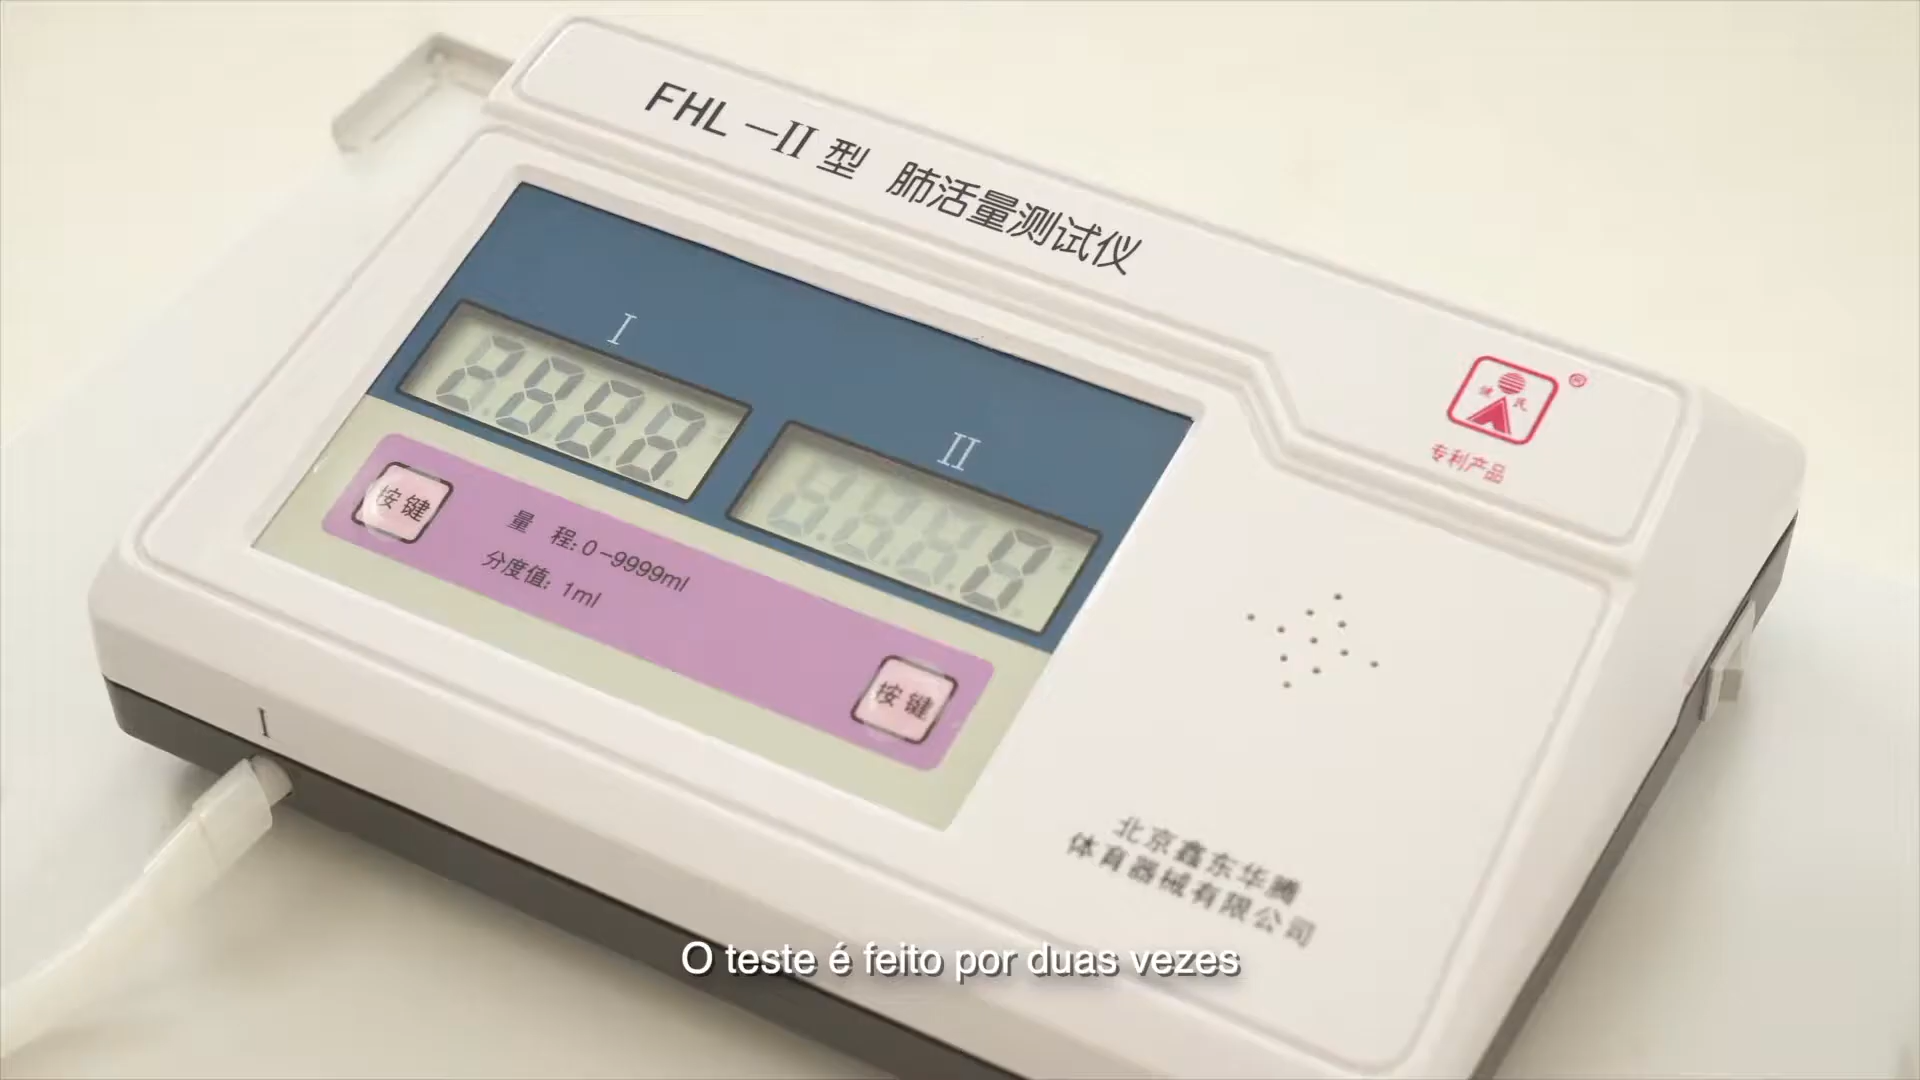 FHL-II 型 肺活量测试仪
I
II
健民
®
专利产品
按键
量 程: 0-9999ml
分度值: 1ml
按键
I
北京鑫东华腾
体育器械有限公司
O teste é feito por duas vezes